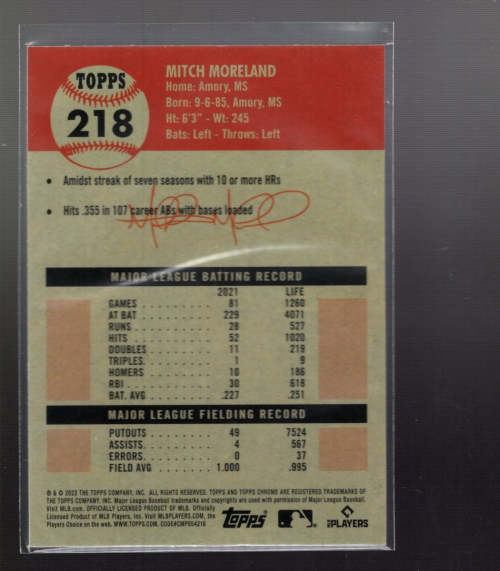 TOPPS
218
MITCH MORELAND
Home: Amory, MS
Born: 9-6-85, Amory, MS
Ht: 6'3" - Wt: 245
Bats: Left - Throws: Left
• Amidst streak of seven seasons with 10 or more HRs
• Hits .355 in 107 career ABs with bases loaded
MAJOR LEAGUE BATTING RECORD
2021 LIFE
GAMES 81 1260
AT BAT 229 4071
RUNS 28 527
HITS 52 1020
DOUBLES 11 219
TRIPLES 1 9
HOMERS 10 186
RBI 30 618
BAT. AVG .227 .251
MAJOR LEAGUE FIELDING RECORD
PUTOUTS 49 7524
ASSISTS 4 567
ERRORS 0 37
FIELD AVG 1.000 .995
® & © 2022 THE TOPPS COMPANY, INC. ALL RIGHTS RESERVED. TOPPS AND TOPPS CHROME ARE REGISTERED TRADEMARKS OF
THE TOPPS COMPANY, INC. Major League Baseball trademarks and copyrights are used with permission of Major League Baseball.
Visit MLB.com. OFFICIALLY LICENSED PRODUCT OF MLB. Officially
Licensed Product of MLB Players, Inc. Visit MLBPLAYERS.COM, the
Players Choice on the web. WWW.TOPPS.COM. CODE#CMP054218
Topps
MLB PLAYERS